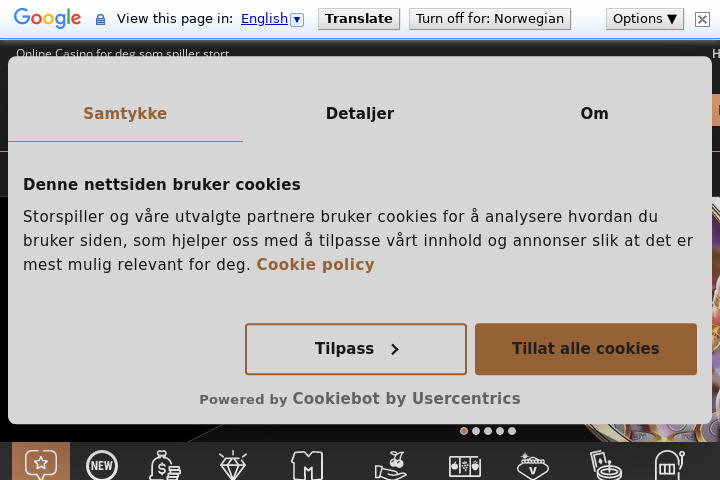 Google View this page in: English ▼ Translate Turn off for: Norwegian Options ▼
Online Casino for deg som spiller stort
Samtykke Detaljer Om
Denne nettsiden bruker cookies
Storspiller og våre utvalgte partnere bruker cookies for å analysere hvordan du
bruker siden, som hjelper oss med å tilpasse vårt innhold og annonser slik at det er
mest mulig relevant for deg. Cookie policy
Tilpass Tillat alle cookies
Powered by Cookiebot by Usercentrics
NEW
V